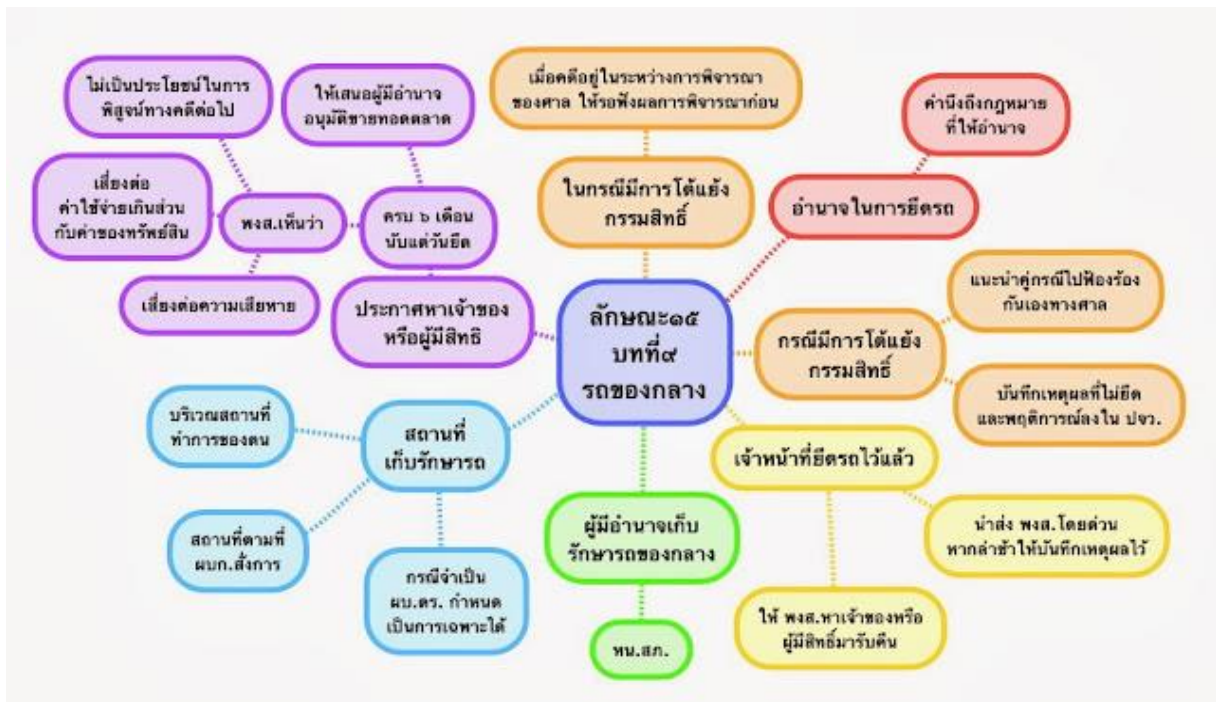 ไม่เป็นประโยชน์ในการ
พิสูจน์ทางคดีต่อไป
ให้เสนอผู้มีอำนาจ
อนุมัติขายทอดตลาด
เมื่อคดีอยู่ในระหว่างการพิจารณา
ของศาล ให้รอฟังผลการพิจารณาก่อน
คำนึงถึงกฎหมาย
ที่ให้อำนาจ
เสี่ยงต่อ
ค่าใช้จ่ายเกินส่วน
กับค่าของทรัพย์สิน
พงส.เห็นว่า
ครบ ๖ เดือน
นับแต่วันยึด
ในกรณีมีการโต้แย้ง
กรรมสิทธิ์
อำนาจในการยึดรถ
เสี่ยงต่อความเสียหาย
ประกาศหาเจ้าของ
หรือผู้มีสิทธิ
ลักษณะ๑๕
บทที่๙
รถของกลาง
กรณีมีการโต้แย้ง
กรรมสิทธิ์
แนะนำคู่กรณีไปฟ้องร้อง
กันเองทางศาล
บันทึกเหตุผลที่ไม่ยึด
และพฤติการณ์ลงใน ปจว.
บริเวณสถานที่
ทำการของตน
สถานที่
เก็บรักษารถ
เจ้าหน้าที่ยึดรถไว้แล้ว
สถานที่ตามที่
ผบก.สั่งการ
กรณีจำเป็น
ผบ.ตร. กำหนด
เป็นการเฉพาะได้
ผู้มีอำนาจเก็บ
รักษารถของกลาง
หน.สภ.
นำส่ง พงส.โดยด่วน
หากล่าช้าให้บันทึกเหตุผลไว้
ให้ พงส.หาเจ้าของหรือ
ผู้มีสิทธิ์มารับคืน